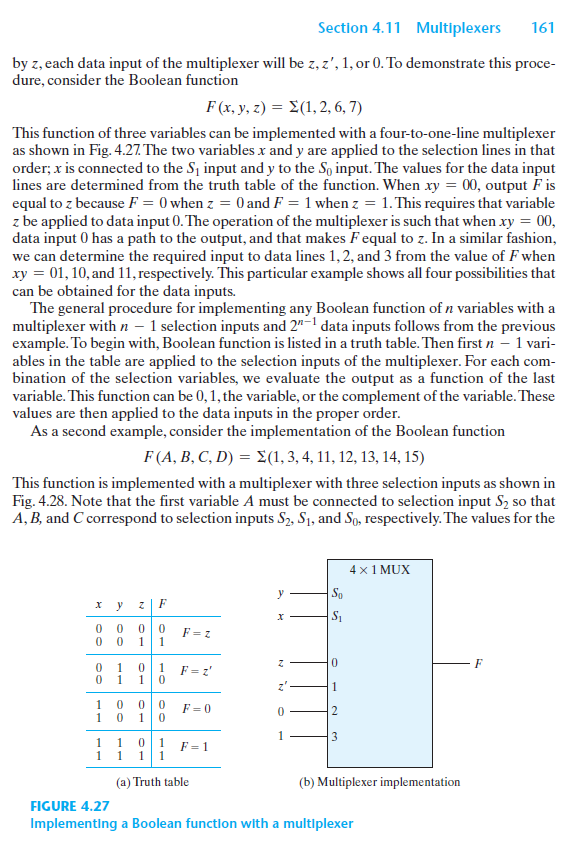 Section 4.11 Multiplexers 161
by z, each data input of the multiplexer will be z, z′, 1, or 0. To demonstrate this proce-
dure, consider the Boolean function
F(x, y, z) = Σ(1, 2, 6, 7)
This function of three variables can be implemented with a four-to-one-line multiplexer
as shown in Fig. 4.27. The two variables x and y are applied to the selection lines in that
order; x is connected to the S₁ input and y to the S₀ input. The values for the data input
lines are determined from the truth table of the function. When xy = 00, output F is
equal to z because F = 0 when z = 0 and F = 1 when z = 1. This requires that variable
z be applied to data input 0. The operation of the multiplexer is such that when xy = 00,
data input 0 has a path to the output, and that makes F equal to z. In a similar fashion,
we can determine the required input to data lines 1, 2, and 3 from the value of F when
xy = 01, 10, and 11, respectively. This particular example shows all four possibilities that
can be obtained for the data inputs.
The general procedure for implementing any Boolean function of n variables with a
multiplexer with n − 1 selection inputs and 2ⁿ⁻¹ data inputs follows from the previous
example. To begin with, Boolean function is listed in a truth table. Then first n − 1 vari-
ables in the table are applied to the selection inputs of the multiplexer. For each com-
bination of the selection variables, we evaluate the output as a function of the last
variable. This function can be 0, 1, the variable, or the complement of the variable. These
values are then applied to the data inputs in the proper order.
As a second example, consider the implementation of the Boolean function
F(A, B, C, D) = Σ(1, 3, 4, 11, 12, 13, 14, 15)
This function is implemented with a multiplexer with three selection inputs as shown in
Fig. 4.28. Note that the first variable A must be connected to selection input S₂ so that
A, B, and C correspond to selection inputs S₂, S₁, and S₀, respectively. The values for the
x y z F
0 0 0 0 F = z
0 0 1 1
0 1 0 1 F = z′
0 1 1 0
1 0 0 0 F = 0
1 0 1 0
1 1 0 1 F = 1
1 1 1 1
(a) Truth table
4 × 1 MUX
y S₀
x S₁
z 0 F
z′ 1
0 2
1 3
(b) Multiplexer implementation
FIGURE 4.27
Implementing a Boolean function with a multiplexer